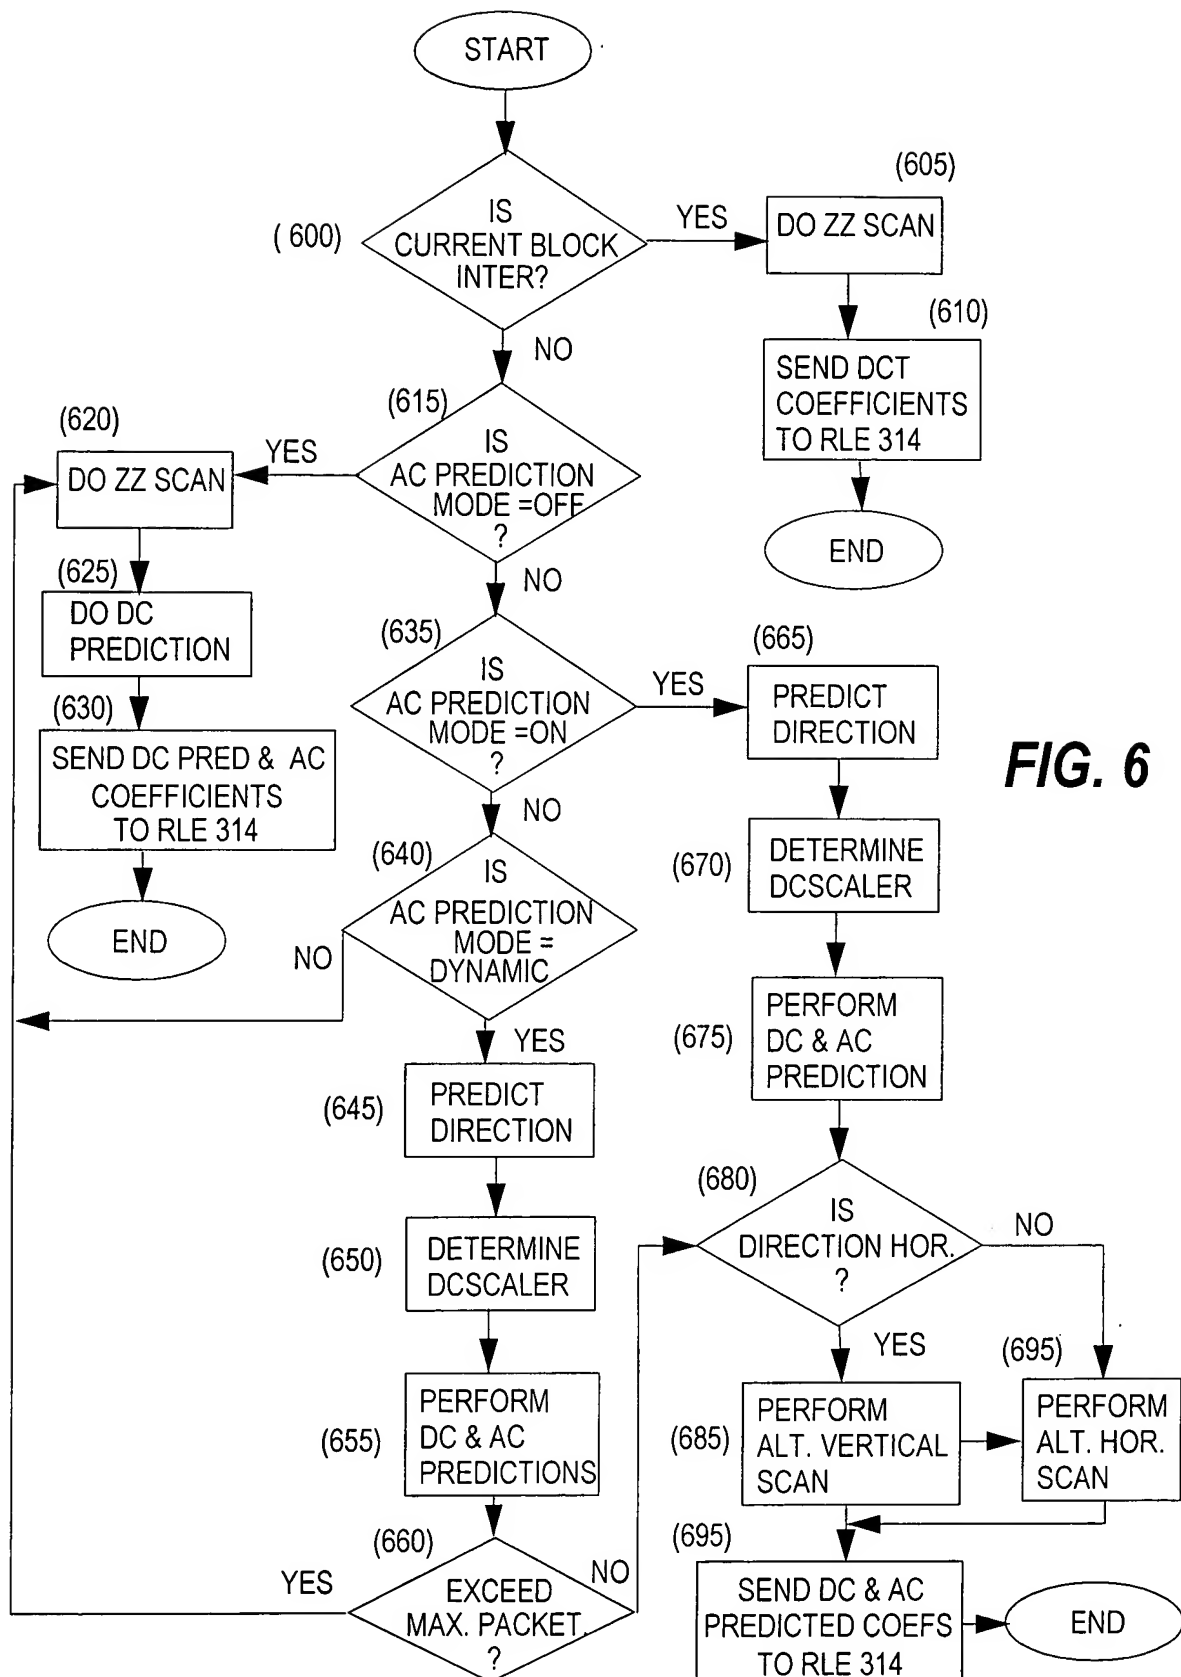 START
(600)
IS
CURRENT BLOCK
INTER?
YES
(605)
DO ZZ SCAN
(610)
SEND DCT
COEFFICIENTS
TO RLE 314
END
NO
(615)
IS
AC PREDICTION
MODE =OFF
?
YES
(620)
DO ZZ SCAN
(625)
DO DC
PREDICTION
(630)
SEND DC PRED & AC
COEFFICIENTS
TO RLE 314
END
NO
(635)
IS
AC PREDICTION
MODE =ON
?
YES
(665)
PREDICT
DIRECTION
FIG. 6
NO
(640)
IS
AC PREDICTION
MODE =
DYNAMIC
NO
YES
(670)
DETERMINE
DCSCALER
(675)
PERFORM
DC & AC
PREDICTION
(645)
PREDICT
DIRECTION
(650)
DETERMINE
DCSCALER
(655)
PERFORM
DC & AC
PREDICTIONS
(660)
EXCEED
MAX. PACKET.
?
YES
NO
(680)
IS
DIRECTION HOR.
?
NO
YES
(685)
PERFORM
ALT. VERTICAL
SCAN
(695)
PERFORM
ALT. HOR.
SCAN
(695)
SEND DC & AC
PREDICTED COEFS
TO RLE 314
END